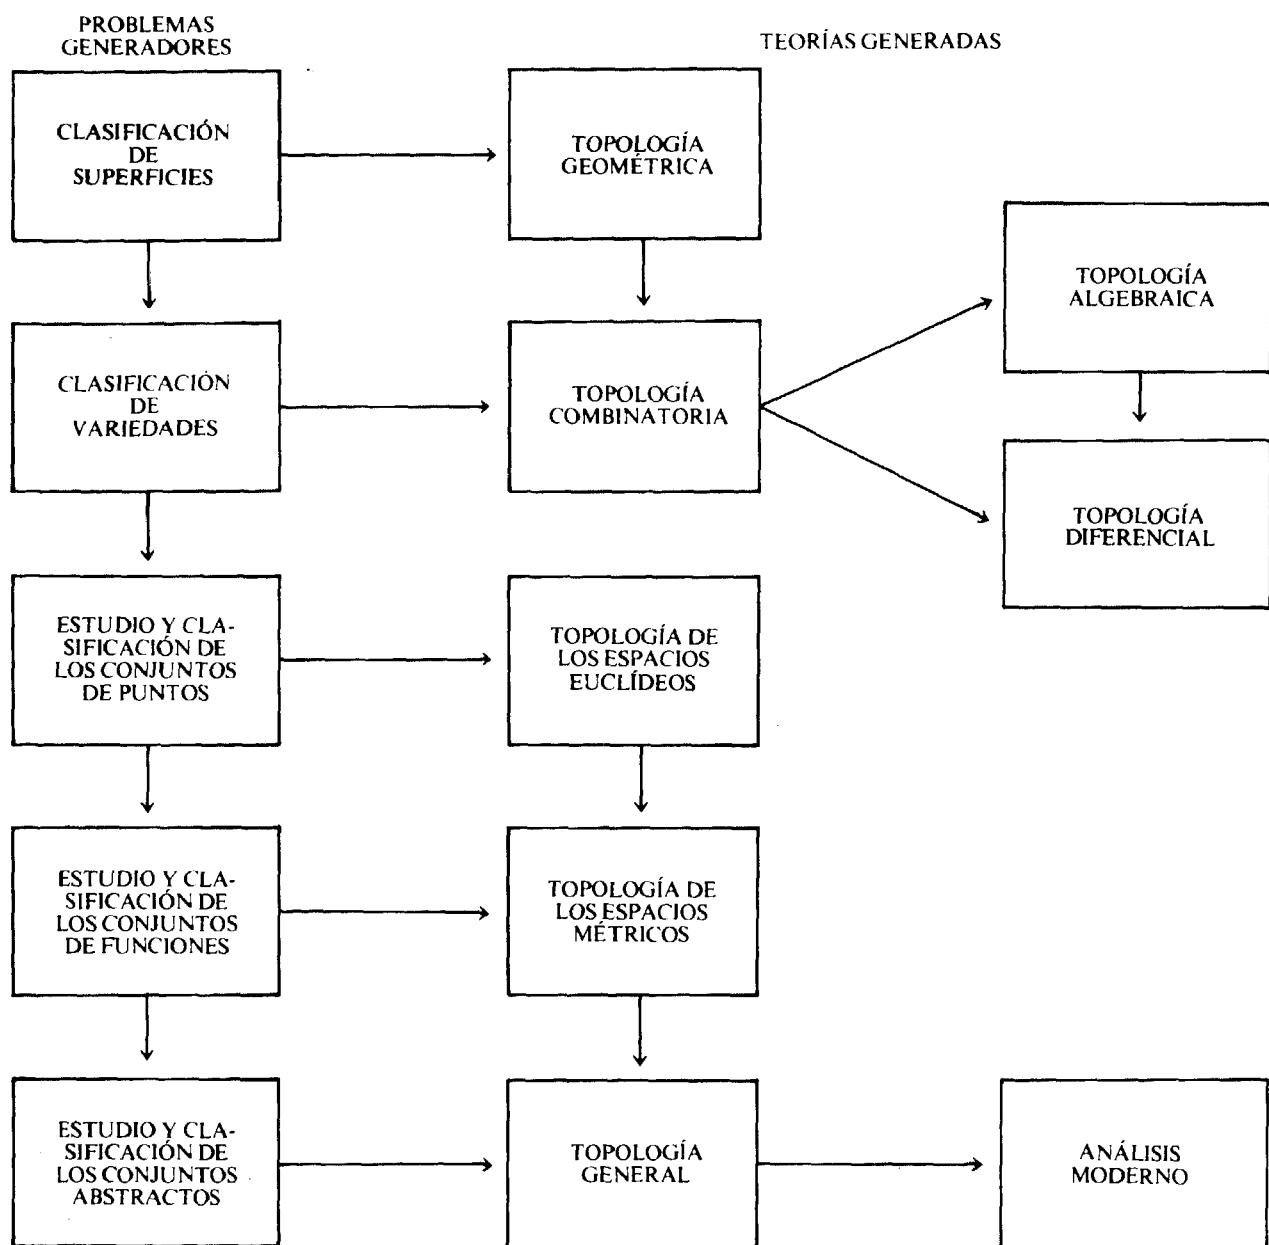 PROBLEMAS
GENERADORES
TEORÍAS GENERADAS
CLASIFICACIÓN
DE
SUPERFICIES
TOPOLOGÍA
GEOMÉTRICA
TOPOLOGÍA
ALGEBRAICA
CLASIFICACIÓN
DE
VARIEDADES
TOPOLOGÍA
COMBINATORIA
TOPOLOGÍA
DIFERENCIAL
ESTUDIO Y CLA-
SIFICACIÓN DE
LOS CONJUNTOS
DE PUNTOS
TOPOLOGÍA DE
LOS ESPACIOS
EUCLÍDEOS
ESTUDIO Y CLA-
SIFICACIÓN DE
LOS CONJUNTOS
DE FUNCIONES
TOPOLOGÍA DE
LOS ESPACIOS
MÉTRICOS
ESTUDIO Y CLA-
SIFICACIÓN DE
LOS CONJUNTOS
ABSTRACTOS
TOPOLOGÍA
GENERAL
ANÁLISIS
MODERNO